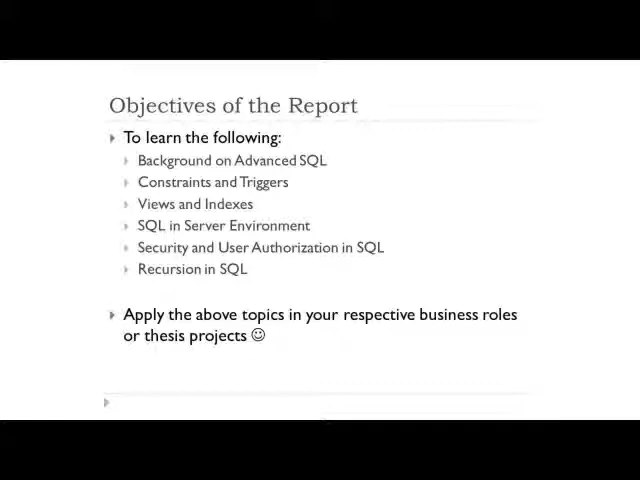 Objectives of the Report
To learn the following:
Background on Advanced SQL
Constraints and Triggers
Views and Indexes
SQL in Server Environment
Security and User Authorization in SQL
Recursion in SQL
Apply the above topics in your respective business roles
or thesis projects ☺